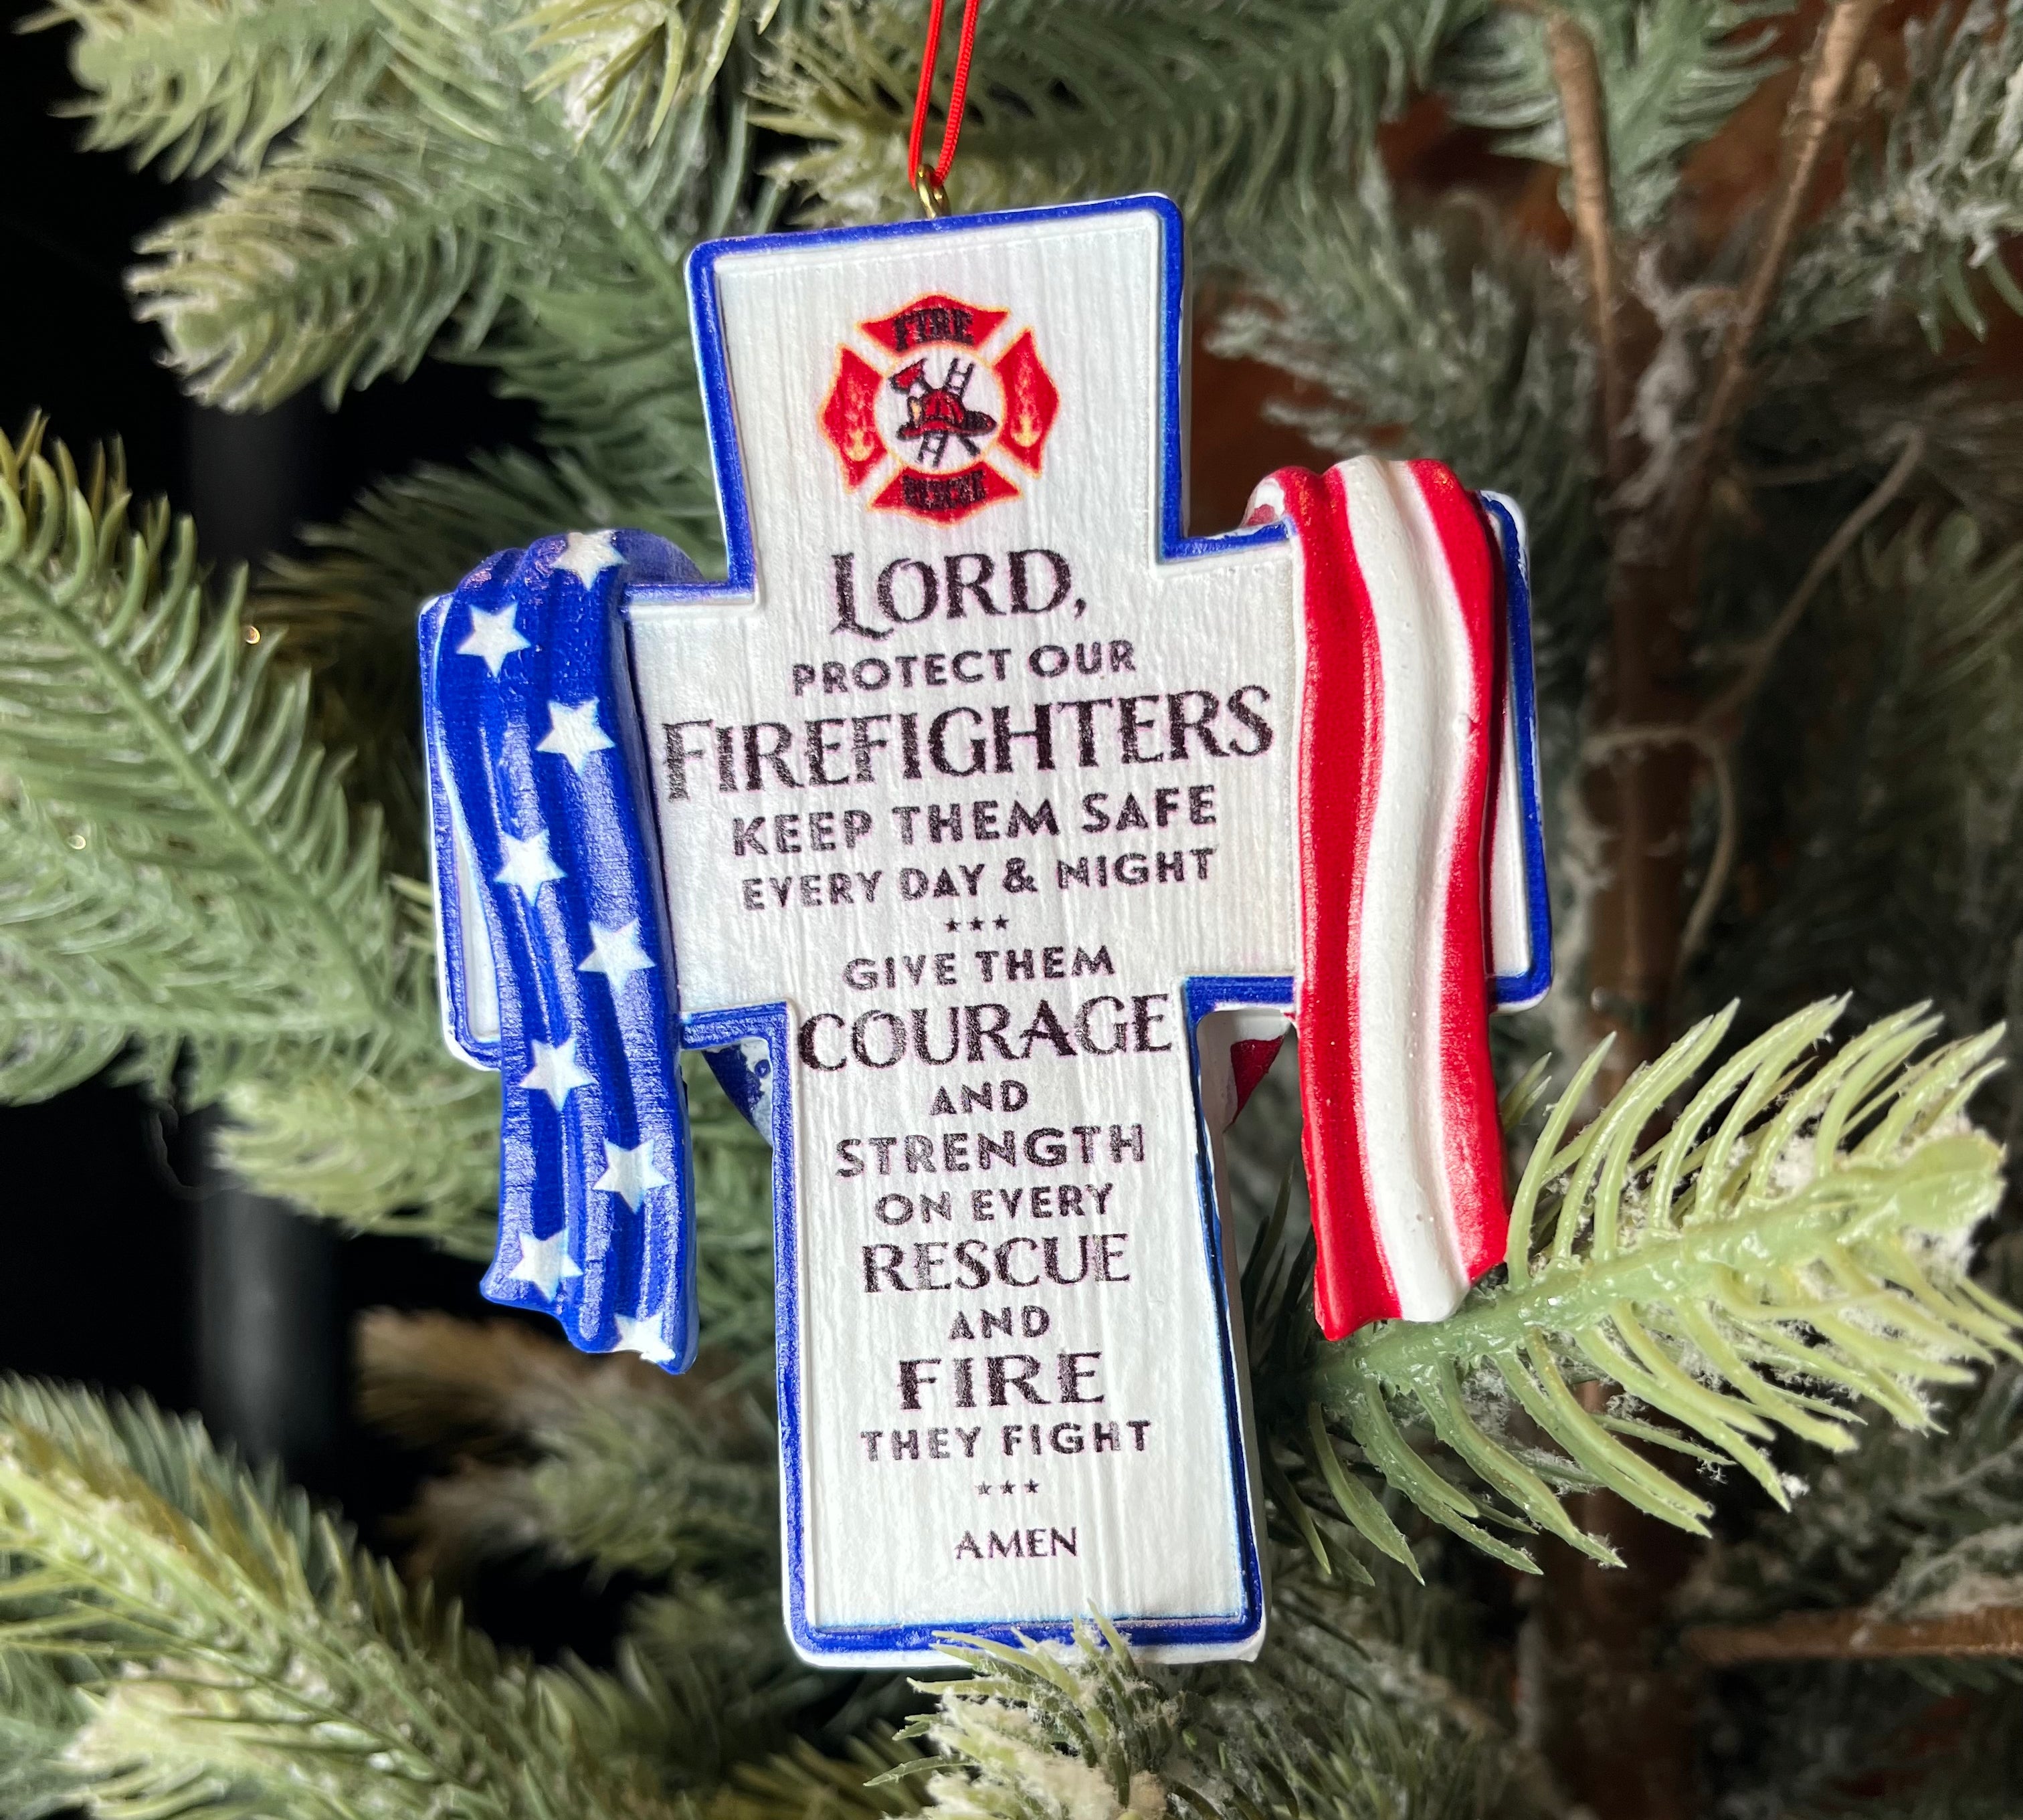 FIRE
RESCUE
LORD,
PROTECT OUR
FIREFIGHTERS
KEEP THEM SAFE
EVERY DAY & NIGHT
GIVE THEM
COURAGE
AND
STRENGTH
ON EVERY
RESCUE
AND
FIRE
THEY FIGHT
AMEN